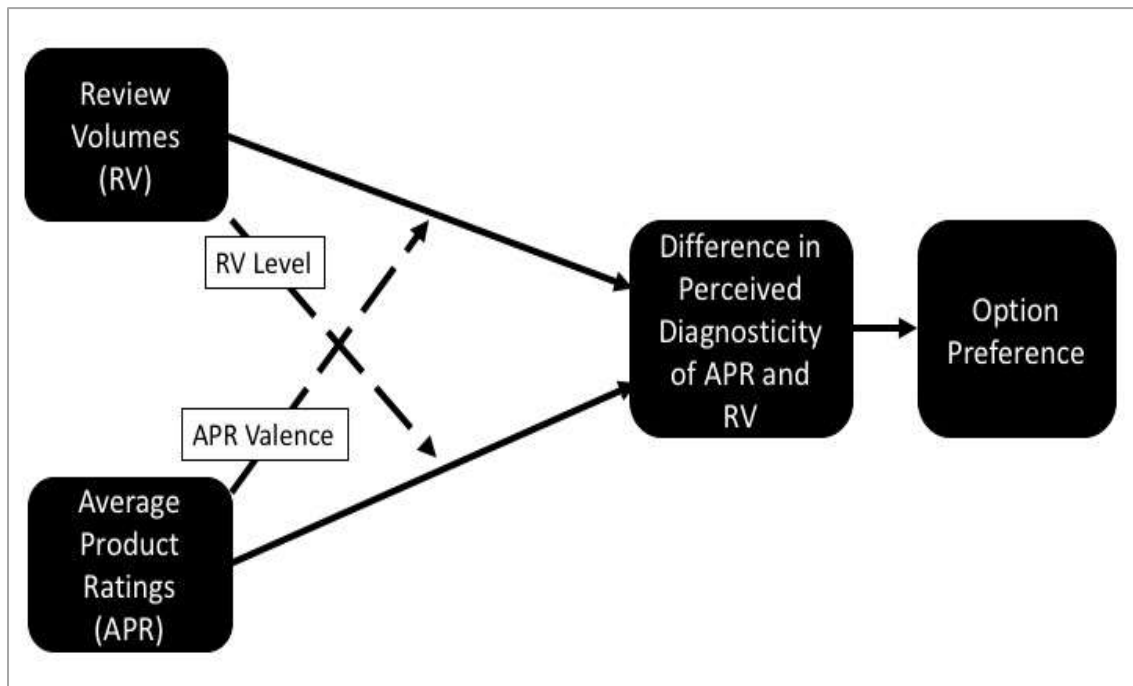 Review
Volumes
(RV)
RV Level
APR Valence
Average
Product
Ratings
(APR)
Difference in
Perceived
Diagnosticity
of APR and
RV
Option
Preference